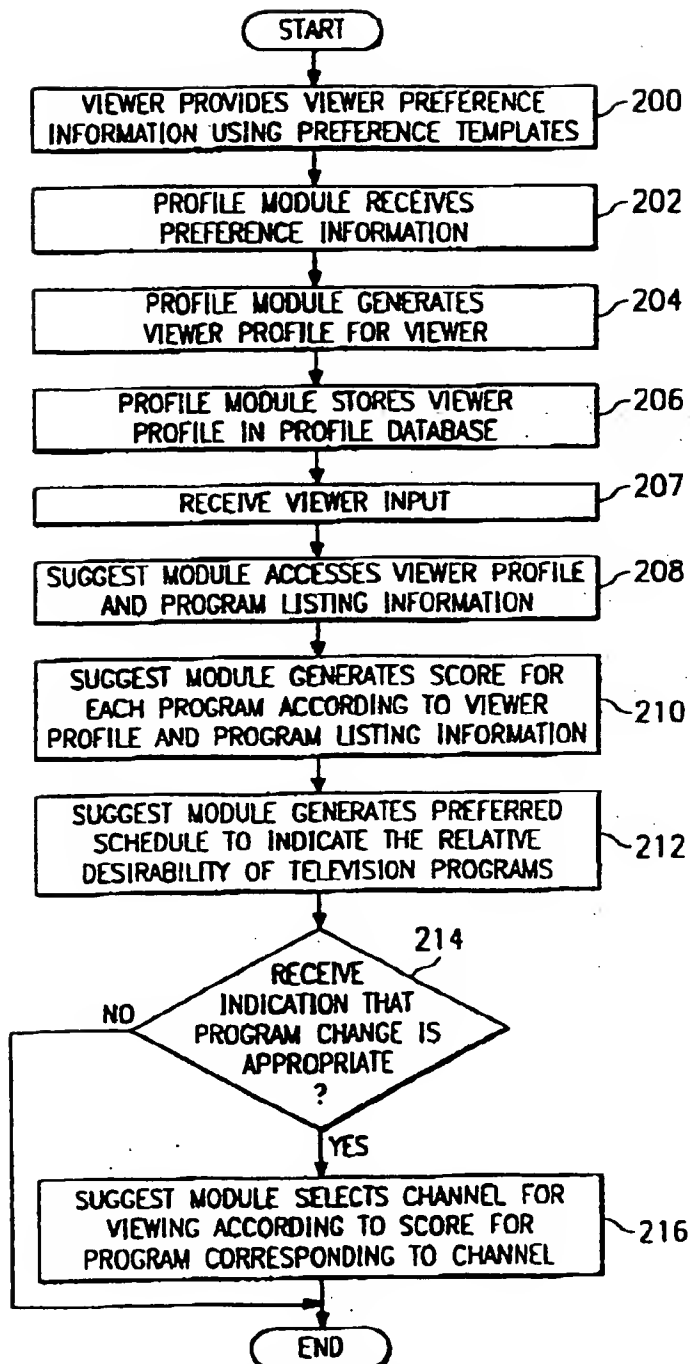 START
VIEWER PROVIDES VIEWER PREFERENCE
INFORMATION USING PREFERENCE TEMPLATES
200
PROFILE MODULE RECEIVES
PREFERENCE INFORMATION
202
PROFILE MODULE GENERATES
VIEWER PROFILE FOR VIEWER
204
PROFILE MODULE STORES VIEWER
PROFILE IN PROFILE DATABASE
206
RECEIVE VIEWER INPUT
207
SUGGEST MODULE ACCESSES VIEWER PROFILE
AND PROGRAM LISTING INFORMATION
208
SUGGEST MODULE GENERATES SCORE FOR
EACH PROGRAM ACCORDING TO VIEWER
PROFILE AND PROGRAM LISTING INFORMATION
210
SUGGEST MODULE GENERATES PREFERRED
SCHEDULE TO INDICATE THE RELATIVE
DESIRABILITY OF TELEVISION PROGRAMS
212
214
RECEIVE
INDICATION THAT
PROGRAM CHANGE IS
APPROPRIATE
?
NO
YES
SUGGEST MODULE SELECTS CHANNEL FOR
VIEWING ACCORDING TO SCORE FOR
PROGRAM CORRESPONDING TO CHANNEL
216
END